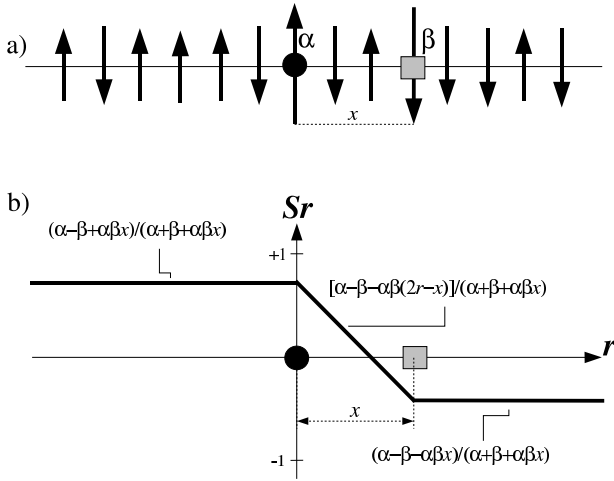 a)
α
β
x
b)
Sr
(α−β+αβx)/(α+β+αβx)
+1
[α−β−αβ(2r−x)]/(α+β+αβx)
r
x
(α−β−αβx)/(α+β+αβx)
-1